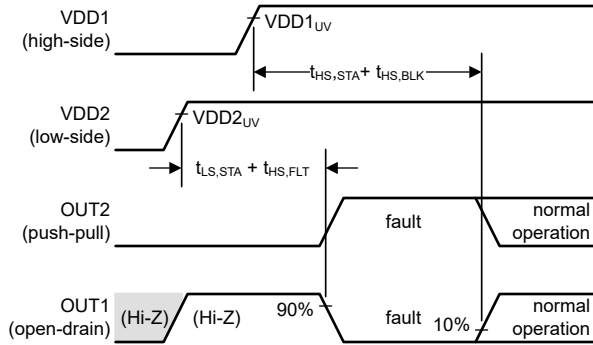 VDD1
(high-side)
VDD1UV
tHS,STA+ tHS,BLK
VDD2
(low-side)
VDD2UV
tLS,STA + tHS,FLT
OUT2
(push-pull)
fault
normal
operation
OUT1
(open-drain)
(Hi-Z)
(Hi-Z)
90%
fault
10%
normal
operation